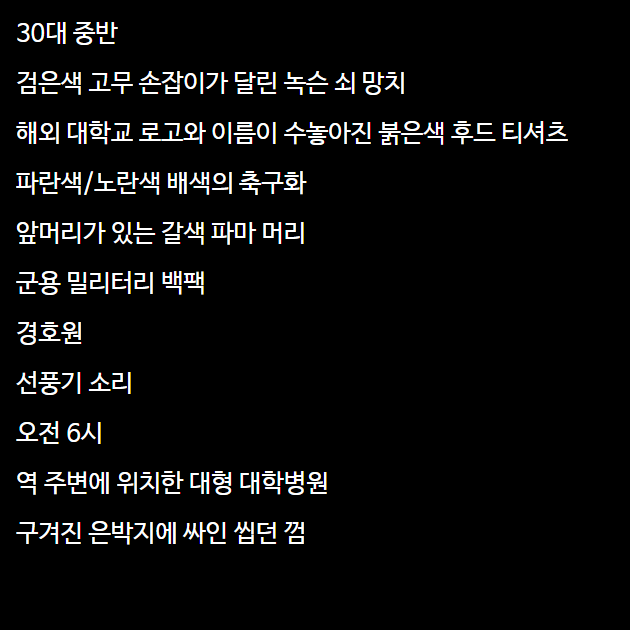 30대 중반
검은색 고무 손잡이가 달린 녹슨 쇠 망치
해외 대학교 로고와 이름이 수놓아진 붉은색 후드 티셔츠
파란색/노란색 배색의 축구화
앞머리가 있는 갈색 파마 머리
군용 밀리터리 백팩
경호원
선풍기 소리
오전 6시
역 주변에 위치한 대형 대학병원
구겨진 은박지에 싸인 씹던 껌